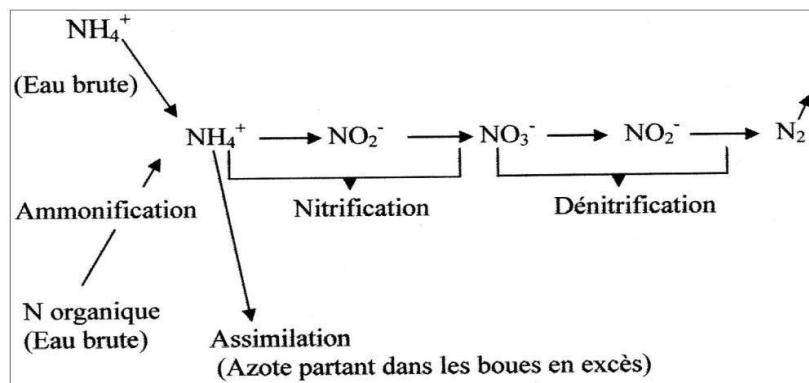 NH₄⁺
(Eau brute)
NH₄⁺ NO₂⁻ NO₃⁻ NO₂⁻ N₂
Ammonification Nitrification Dénitrification
N organique
(Eau brute)
Assimilation
(Azote partant dans les boues en excès)